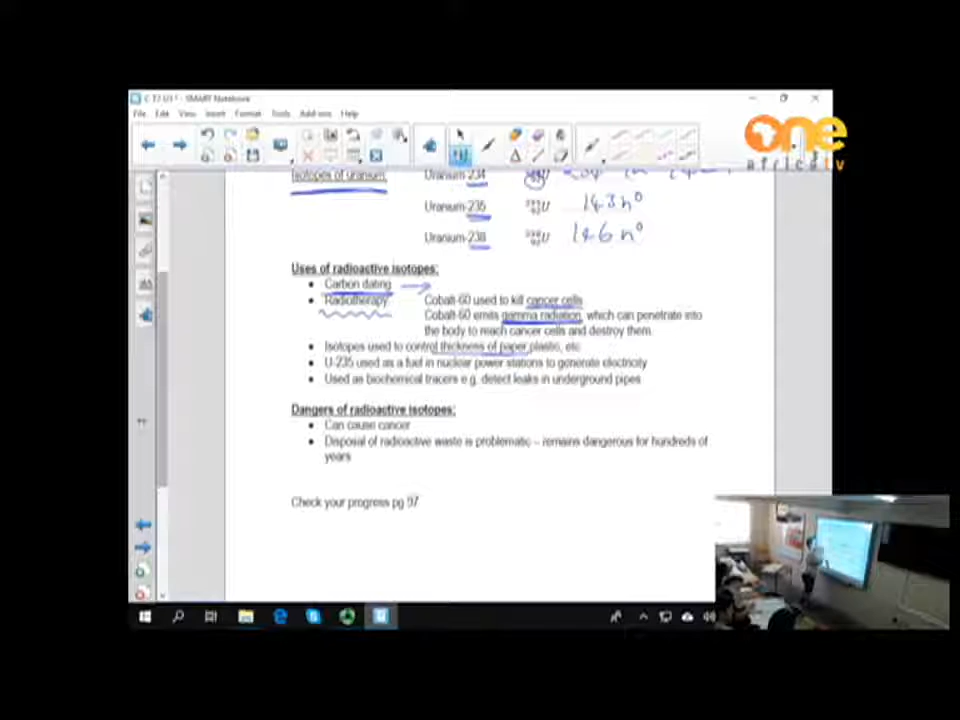 C T7 U1 * - SMART Notebook
File Edit View Insert Format Tools Add-ons Help
one
africa tv
Isotopes of uranium: Uranium-234
Uranium-235 U 143 n°
Uranium-238 U 146 n°
Uses of radioactive isotopes:
• Carbon dating →
• Radiotherapy Cobalt-60 used to kill cancer cells
Cobalt-60 emits gamma radiation, which can penetrate into
the body to reach cancer cells and destroy them.
• Isotopes used to control thickness of paper, plastic, etc
• U-235 used as a fuel in nuclear power stations to generate electricity
• Used as biochemical tracers e.g. detect leaks in underground pipes
Dangers of radioactive isotopes:
• Can cause cancer
• Disposal of radioactive waste is problematic – remains dangerous for hundreds of
years
Check your progress pg 97